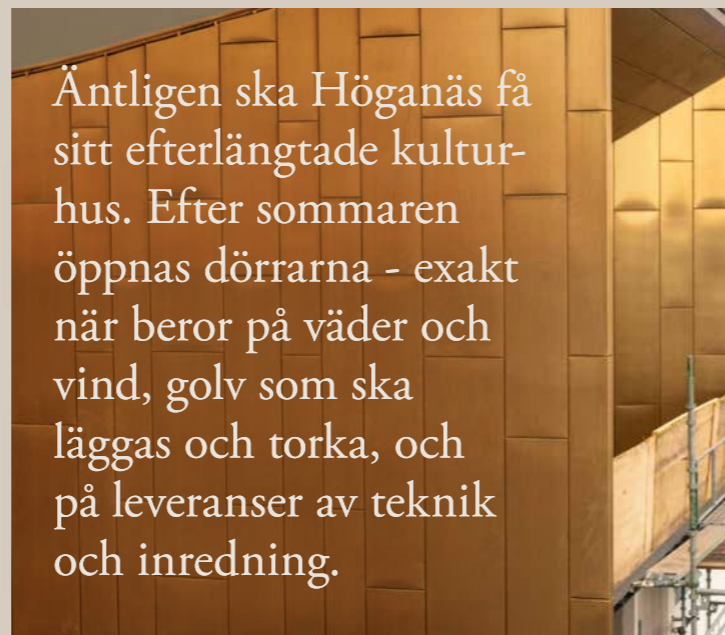 Äntligen ska Höganäs få
sitt efterlängtade kultur-
hus. Efter sommaren
öppnas dörrarna - exakt
när beror på väder och
vind, golv som ska
läggas och torka, och
på leveranser av teknik
och inredning.